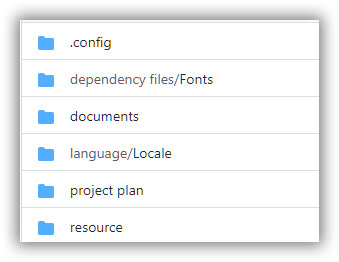 .config
dependency files/Fonts
documents
language/Locale
project plan
resource